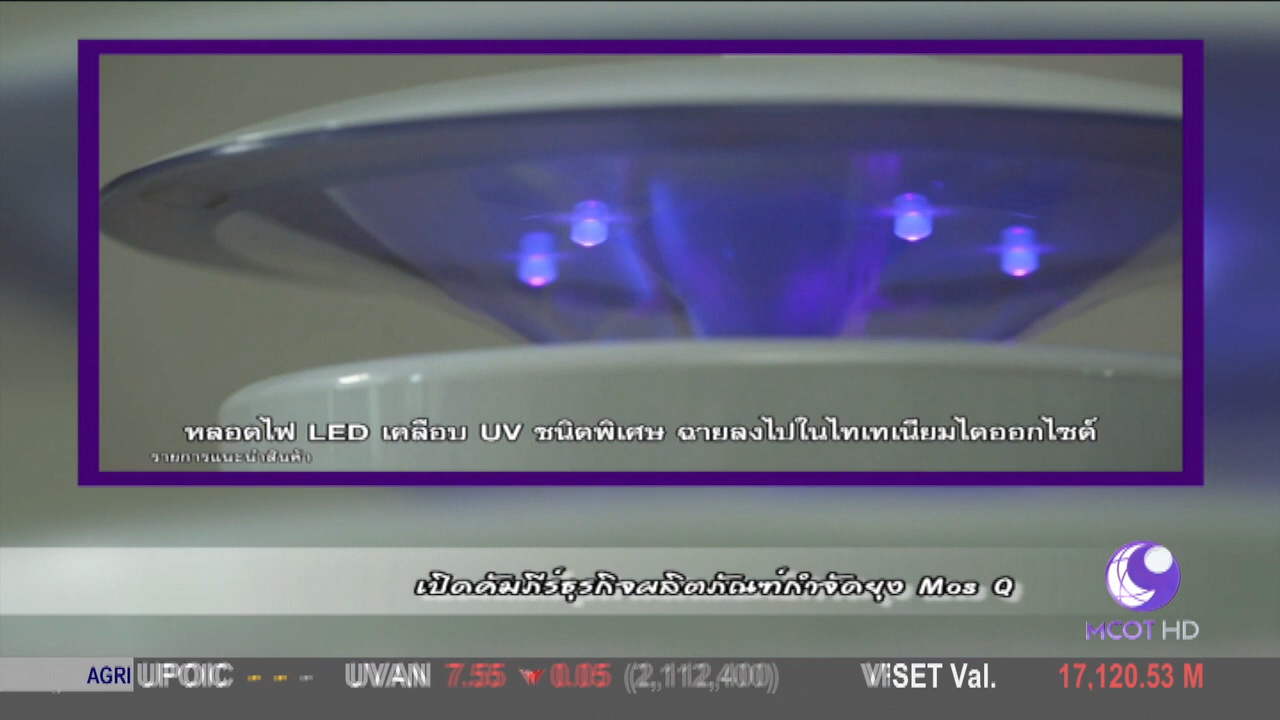 หลอดไฟ LED เคลือบ UV ชนิดพิเศษ ฉายลงไปในไทเทเนียมไดออกไซด์
รายการแนะนำสินค้า
เปิดคัมภีร์ธุรกิจผลิตภัณฑ์กำจัดยุง Mos Q
MCOT HD
AGRI UPOIC - - - UVAN 7.55 0.05 (2,112,400) SET Val. 17,120.53 M